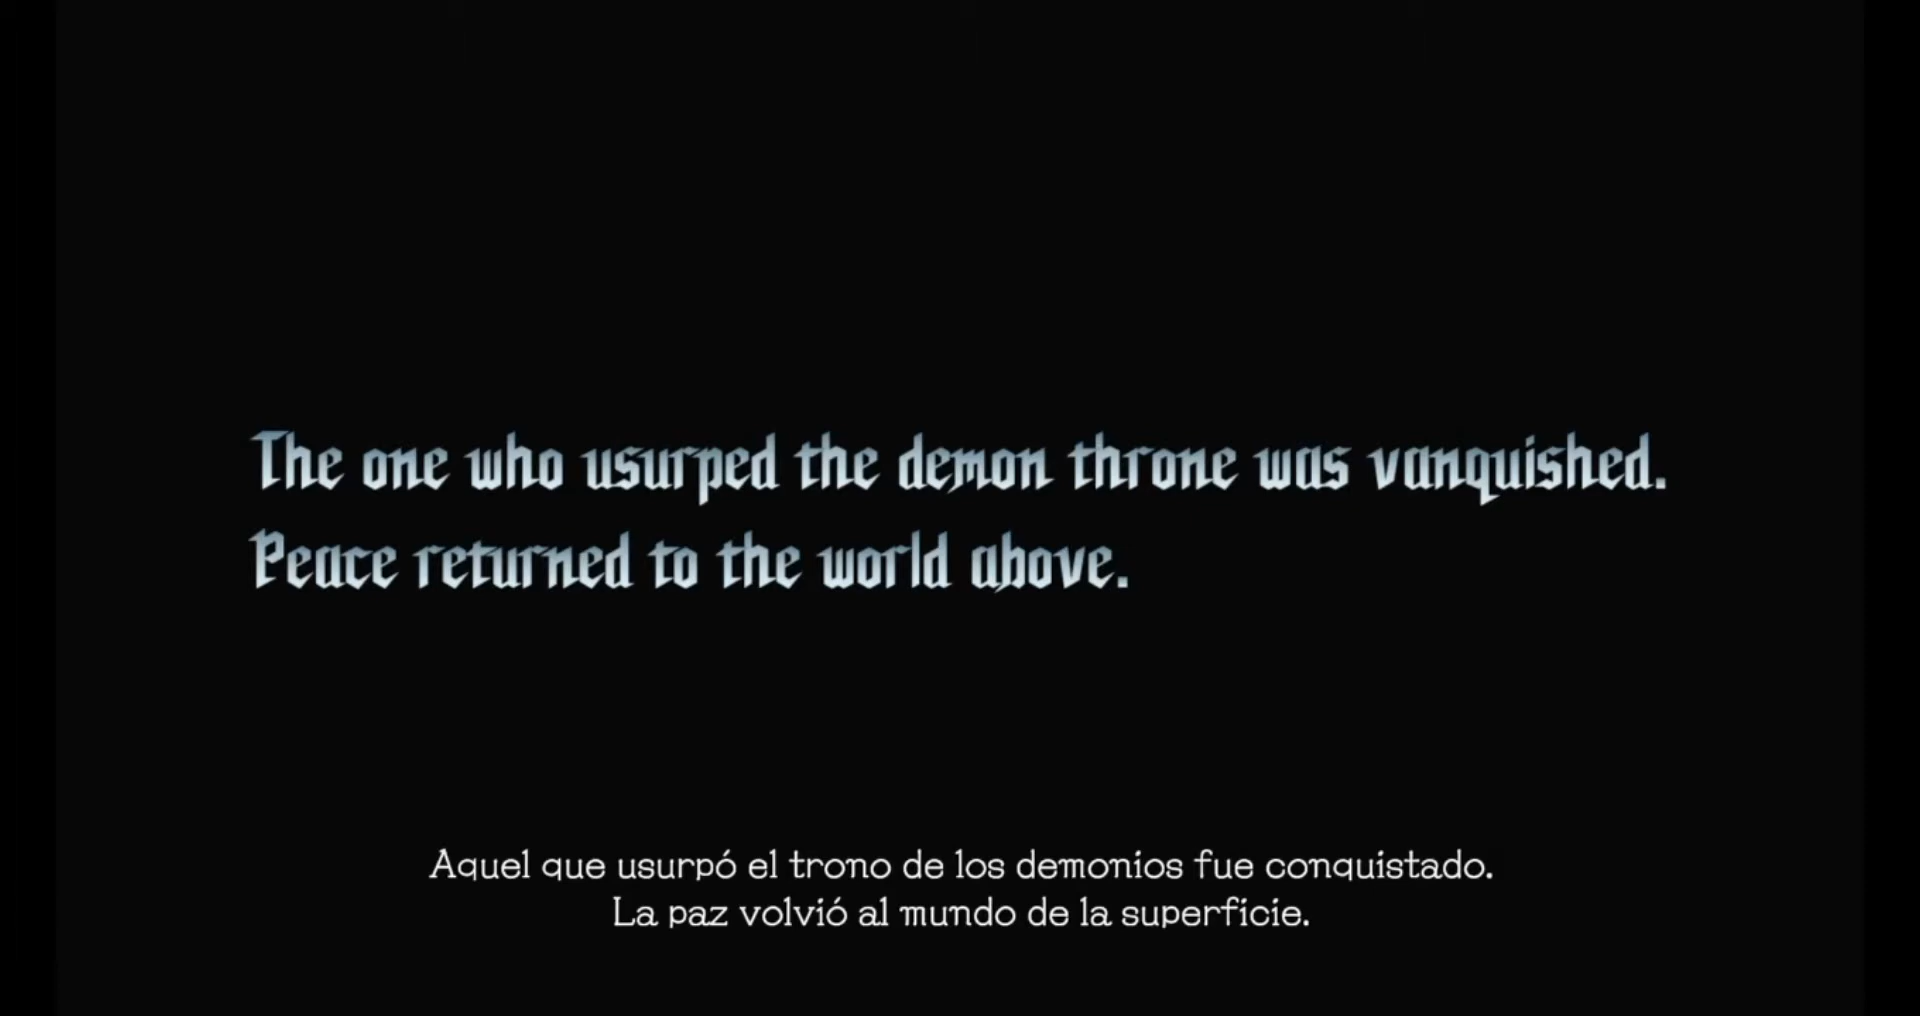 The one who usurped the demon throne was vanquished.
Peace returned to the world above.
Aquel que usurpó el trono de los demonios fue conquistado.
La paz volvió al mundo de la superficie.